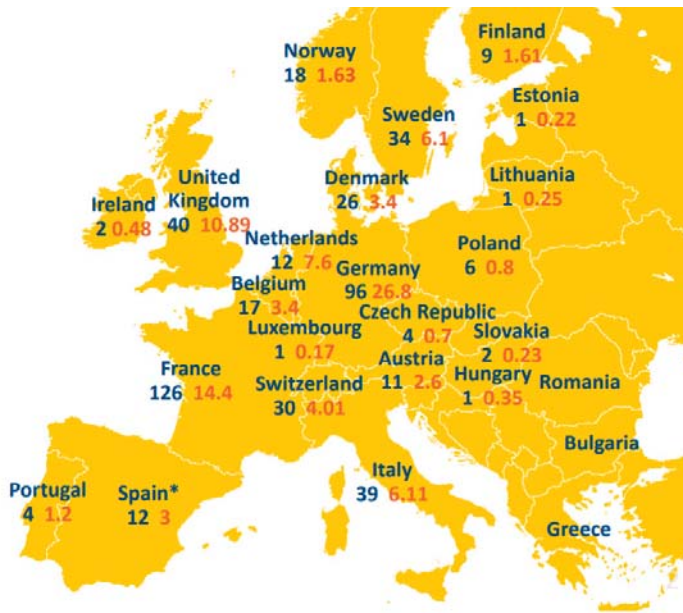 Finland
9 1.61
Norway
18 1.63
Estonia
1 0.22
Sweden
34 6.1
Lithuania
1 0.25
Denmark
26 3.4
United
Kingdom
40 10.89
Ireland
2 0.48
Netherlands
12 7.6
Poland
6 0.8
Germany
96 26.8
Belgium
17 3.4
Czech Republic
4 0.7
Luxembourg
1 0.17
Slovakia
2 0.23
Austria
11 2.6
France
126 14.4
Switzerland
30 4.01
Hungary
1 0.35
Romania
Bulgaria
Italy
39 6.11
Portugal
4 1.2
Spain*
12 3
Greece